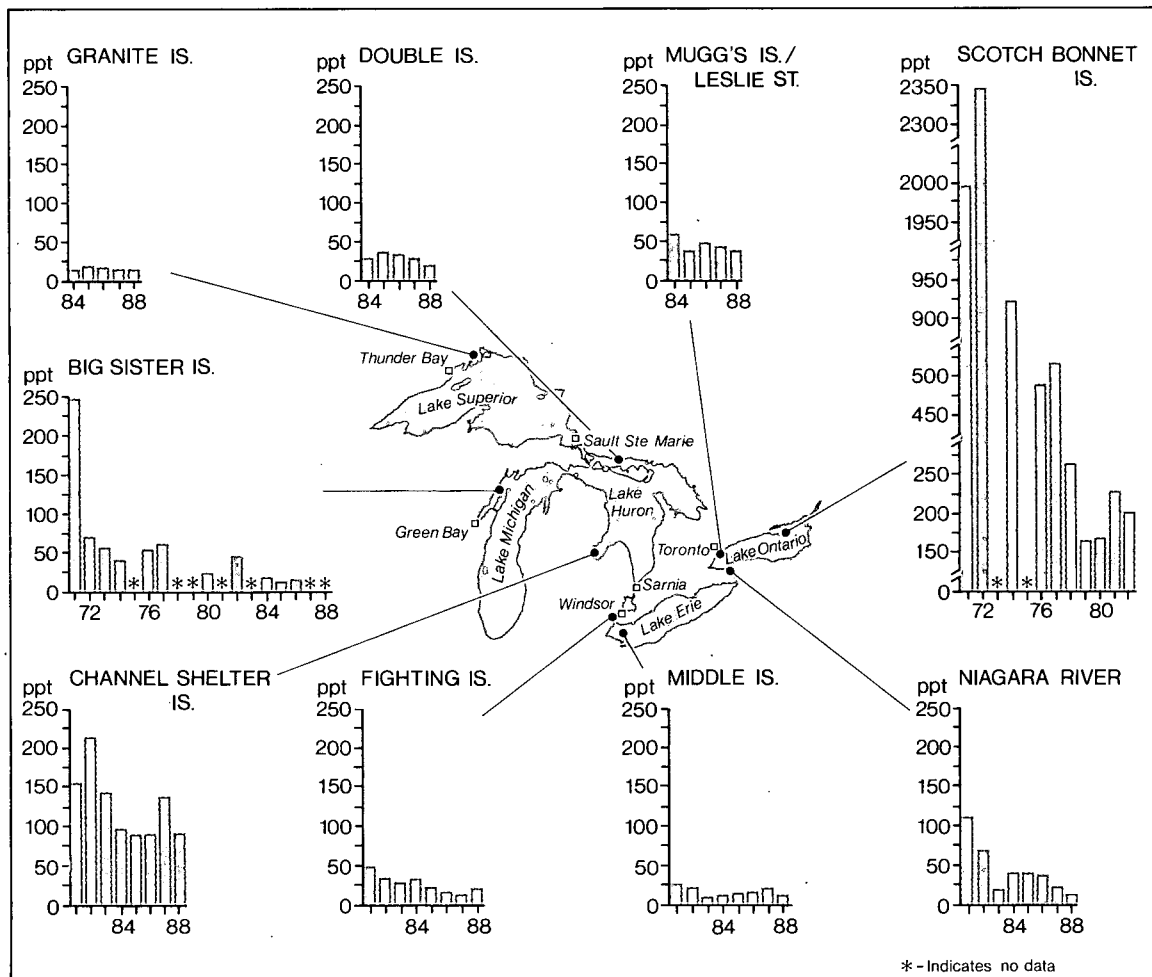 GRANITE IS.
ppt
250
200
150
100
50
0
84 88
DOUBLE IS.
ppt
250
200
150
100
50
0
84 88
MUGG'S IS./
LESLIE ST.
ppt
250
200
150
100
50
0
84 88
SCOTCH BONNET
IS.
ppt
2350
2300
2000
1950
950
900
500
450
250
200
150
0
* *
72 76 80
BIG SISTER IS.
ppt
250
200
150
100
50
0
* * * * * * *
72 76 80 84 88
Thunder Bay
Lake Superior
Sault Ste Marie
Lake Michigan
Green Bay
Lake
Huron
Toronto
Lake Ontario
Sarnia
Windsor
Lake Erie
CHANNEL SHELTER
IS.
ppt
250
200
150
100
50
0
84 88
FIGHTING IS.
ppt
250
200
150
100
50
0
84 88
MIDDLE IS.
ppt
250
200
150
100
50
0
84 88
NIAGARA RIVER
ppt
250
200
150
100
50
0
84 88
* - Indicates no data